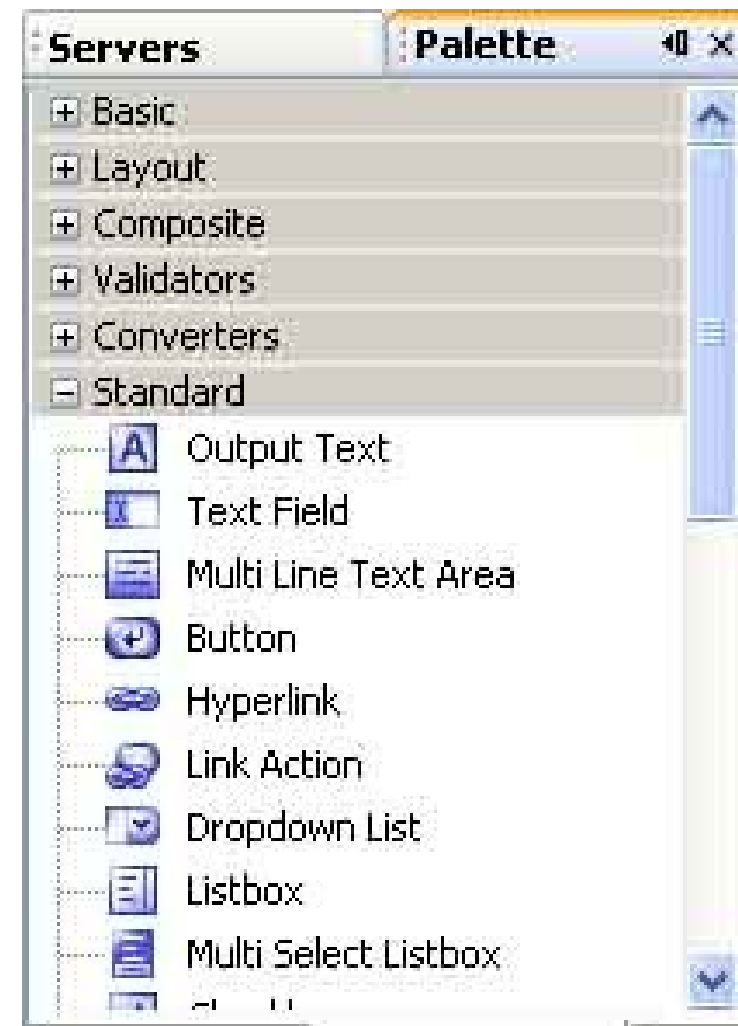 Servers Palette
Basic
Layout
Composite
Validators
Converters
Standard
Output Text
Text Field
Multi Line Text Area
Button
Hyperlink
Link Action
Dropdown List
Listbox
Multi Select Listbox